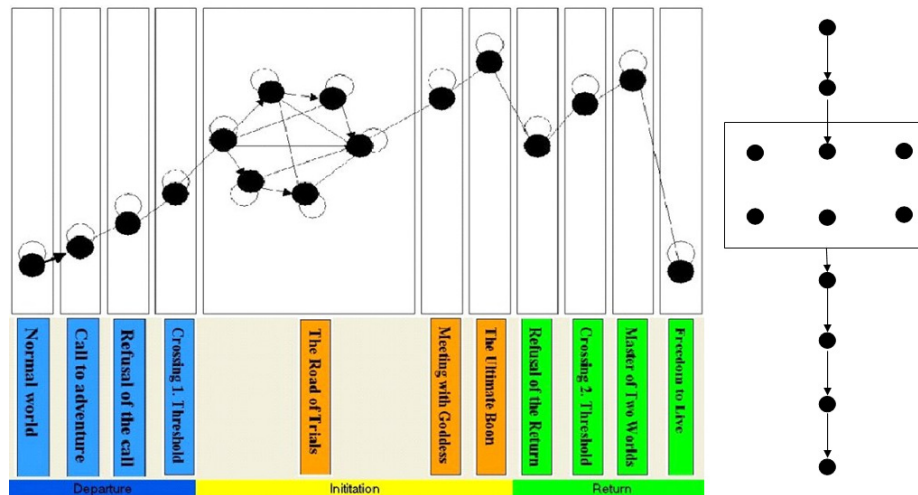 Normal world
Call to adventure
Refusal of the call
Crossing 1. Threshold
The Road of Trials
Meeting with Goddess
The Ultimate Boon
Refusal of the Return
Crossing 2. Threshold
Master of Two Worlds
Freedom to Live
Departure
Inititation
Return